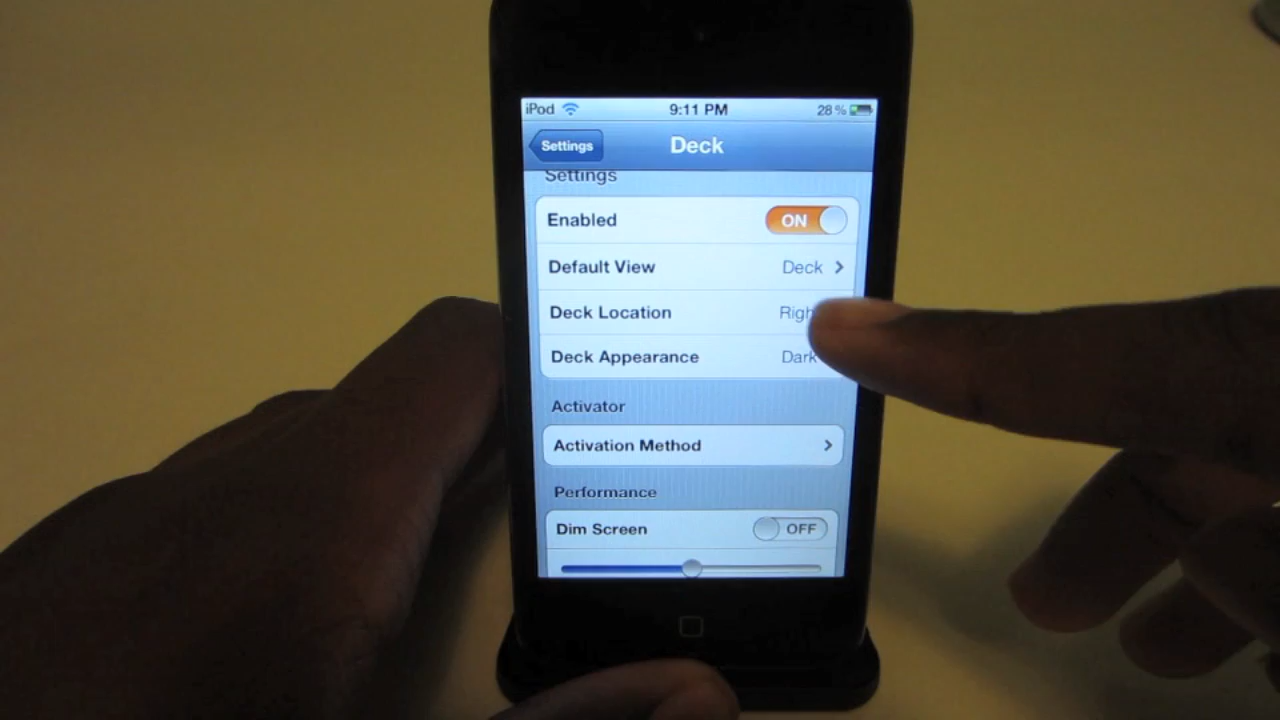 iPod 9:11 PM 28%
Settings Deck
Settings
Enabled ON
Default View Deck
Deck Location Righ
Deck Appearance Dark
Activator
Activation Method
Performance
Dim Screen OFF